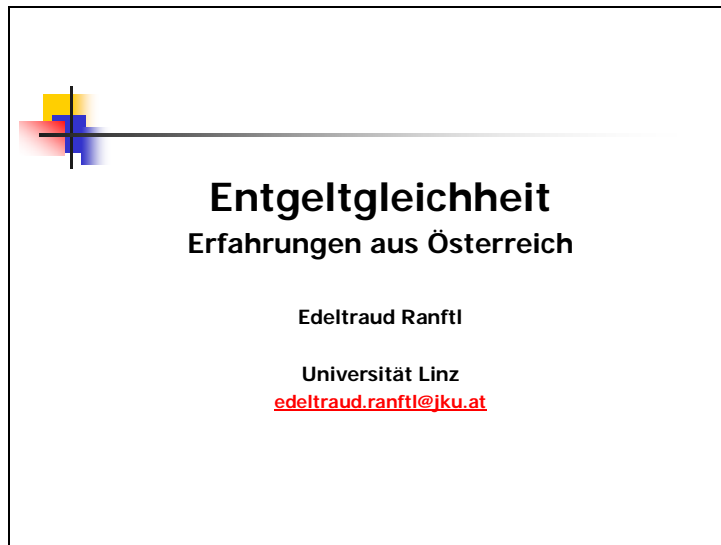 Entgeltgleichheit
Erfahrungen aus Österreich
Edeltraud Ranftl
Universität Linz
edeltraud.ranftl@jku.at